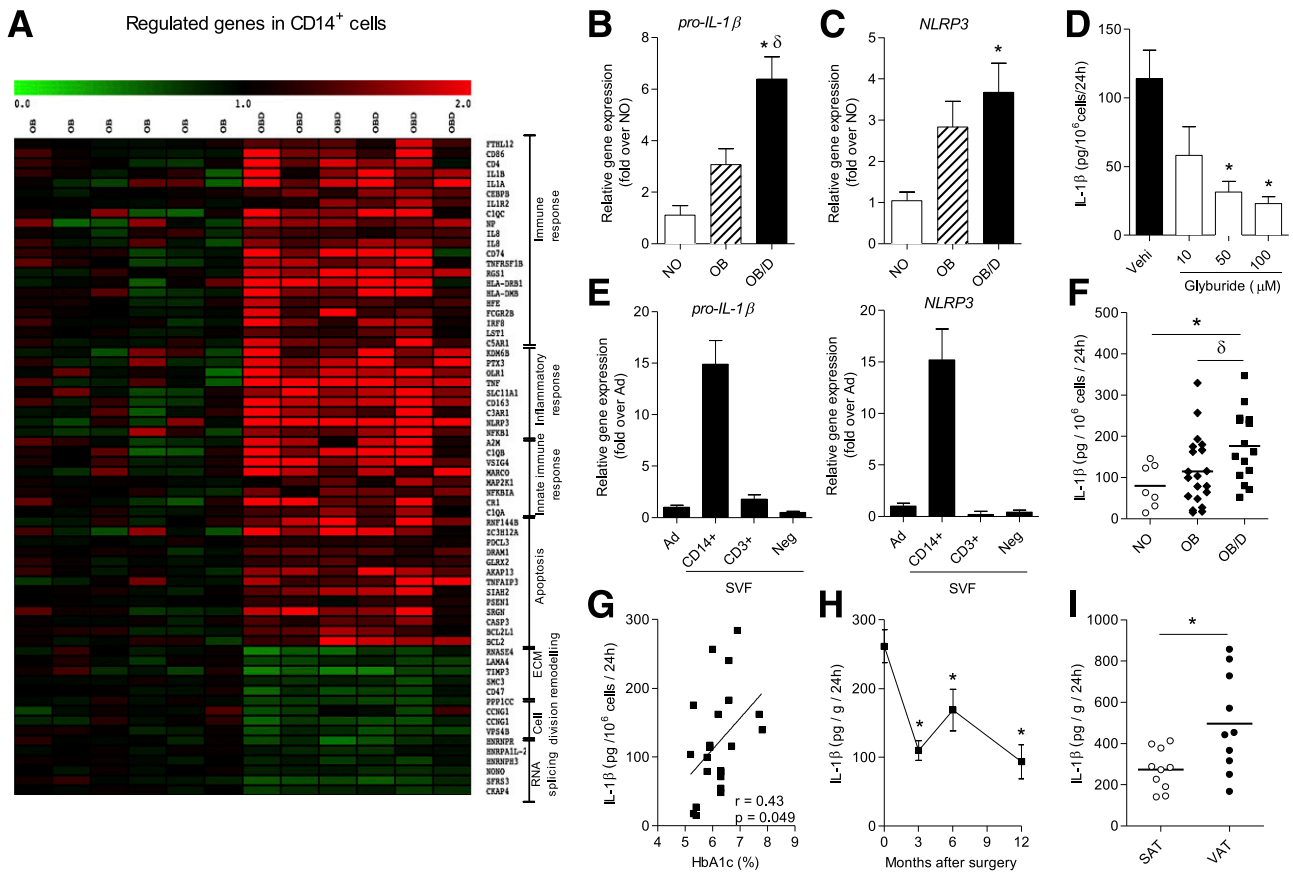 A
Regulated genes in CD14+ cells
0.0
1.0
2.0
OB
OB
OB
OB
OB
OB
OBD
OBD
OBD
OBD
OBD
OBD
FTHL12
CD86
CD4
IL1B
IL1A
CEBPB
IL1R2
C1QC
NP
IL8
IL8
CD74
TNFRSF1B
RGS1
HLA-DRB1
HLA-DMB
HFE
FCGR2B
IRF8
LST1
C5AR1
KDM6B
PTX3
OLR1
TNF
SLC11A1
CD163
C3AR1
NLRP3
NFKB1
A2M
C1QB
VSIG4
MARCO
MAP2K1
NFKBIA
CR1
C1QA
RNF144B
ZC3H12A
PDCL3
DRAM1
GLRX2
AKAP13
TNFAIP3
SIAH2
PSEN1
SRGN
CASP3
BCL2L1
BCL2
RNASE4
LAMA4
TIMP3
SMC3
CD47
PPP1CC
CCNG1
CCNG1
VPS4B
HNRNPR
HNRPA1L-2
HNRNPH3
NONO
SFRS3
CKAP4
Immune
response
Inflammatory
response
Innate immune
response
Apoptosis
ECM
remodelling
Cell
division
RNA
splicing
B
pro-IL-1β
Relative gene expression
(fold over NO)
8
6
4
2
0
* δ
NO
OB
OB/D
C
NLRP3
Relative gene expression
(fold over NO)
5
4
3
2
1
0
*
NO
OB
OB/D
D
IL-1β (pg/10⁶ cells/24h)
150
100
50
0
*
*
Vehi
10
50
100
Glyburide (μM)
E
pro-IL-1β
Relative gene expression
(fold over Ad)
20
15
10
5
0
Ad
CD14+
CD3+
Neg
SVF
NLRP3
Relative gene expression
(fold over Ad)
20
15
10
5
0
Ad
CD14+
CD3+
Neg
SVF
F
IL-1β (pg / 10⁶ cells / 24h)
500
400
300
200
100
0
*
δ
NO
OB
OB/D
G
IL-1β (pg /10⁶ cells / 24h)
300
200
100
0
r = 0.43
p = 0.049
4
5
6
7
8
9
HbA1c (%)
H
IL-1β (pg / g / 24h)
300
200
100
0
*
*
*
0
3
6
9
12
Months after surgery
I
IL-1β (pg / g / 24h)
1000
800
600
400
200
0
*
SAT
VAT